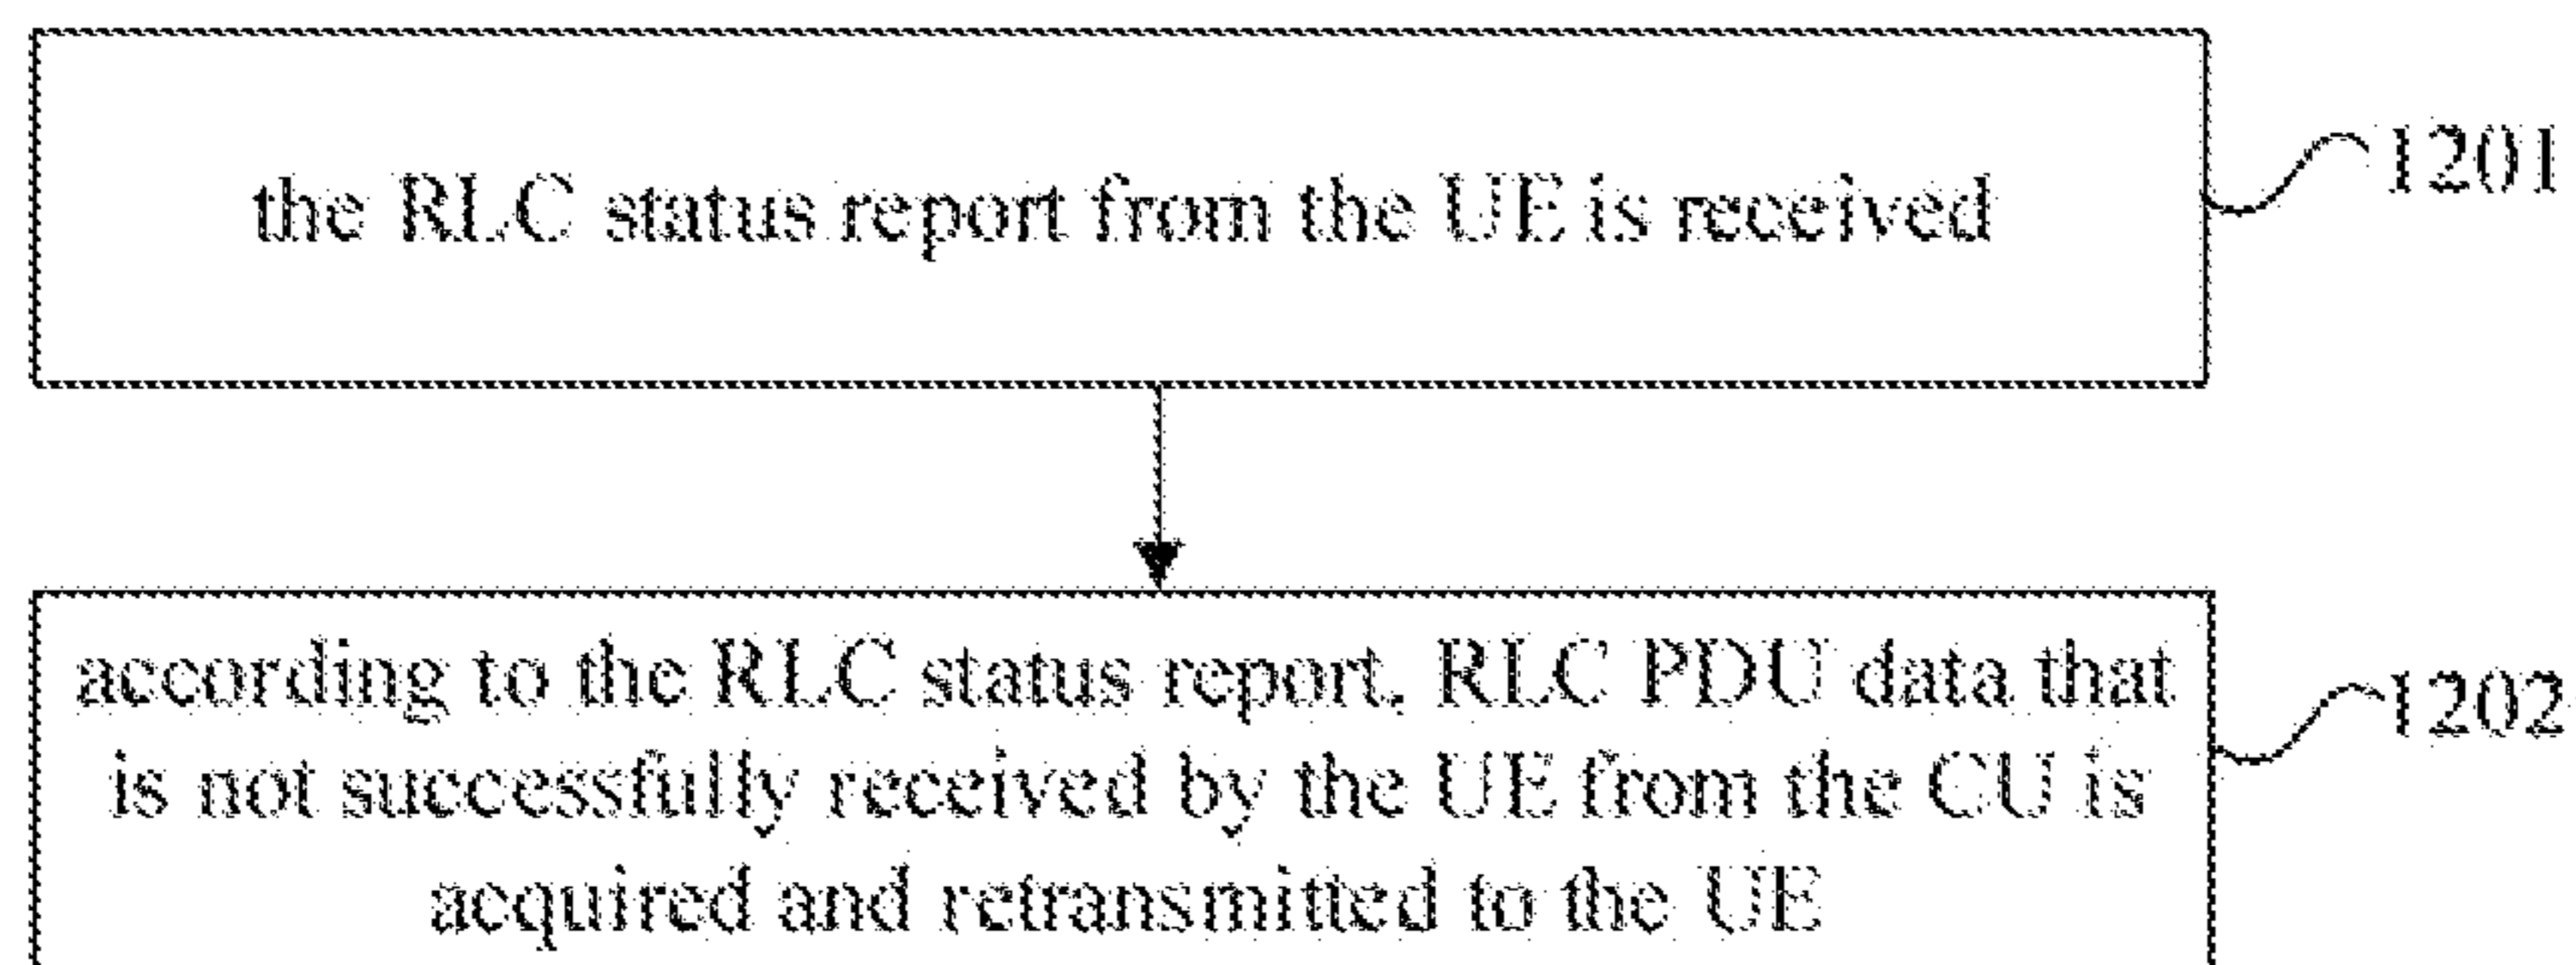 the RLC status report from the UE is received
1201
according to the RLC status report, RLC PDU data that
is not successfully received by the UE from the CU is
acquired and retransmitted to the UE
1202